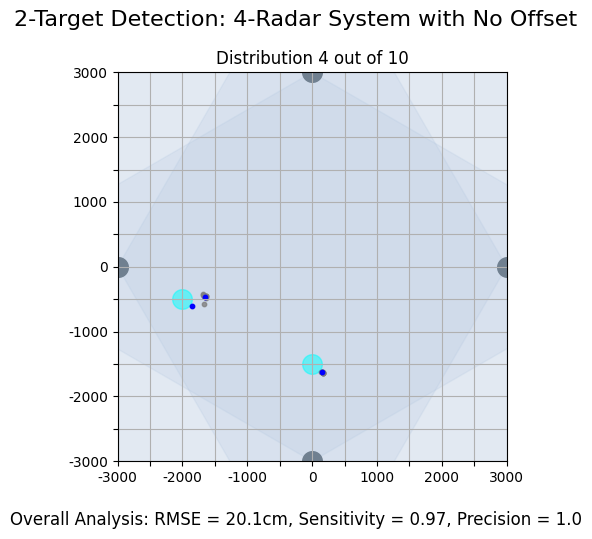 2-Target Detection: 4-Radar System with No Offset
Distribution 4 out of 10
3000
2000
1000
0
-1000
-2000
-3000
-3000 -2000 -1000 0 1000 2000 3000
Overall Analysis: RMSE = 20.1cm, Sensitivity = 0.97, Precision = 1.0